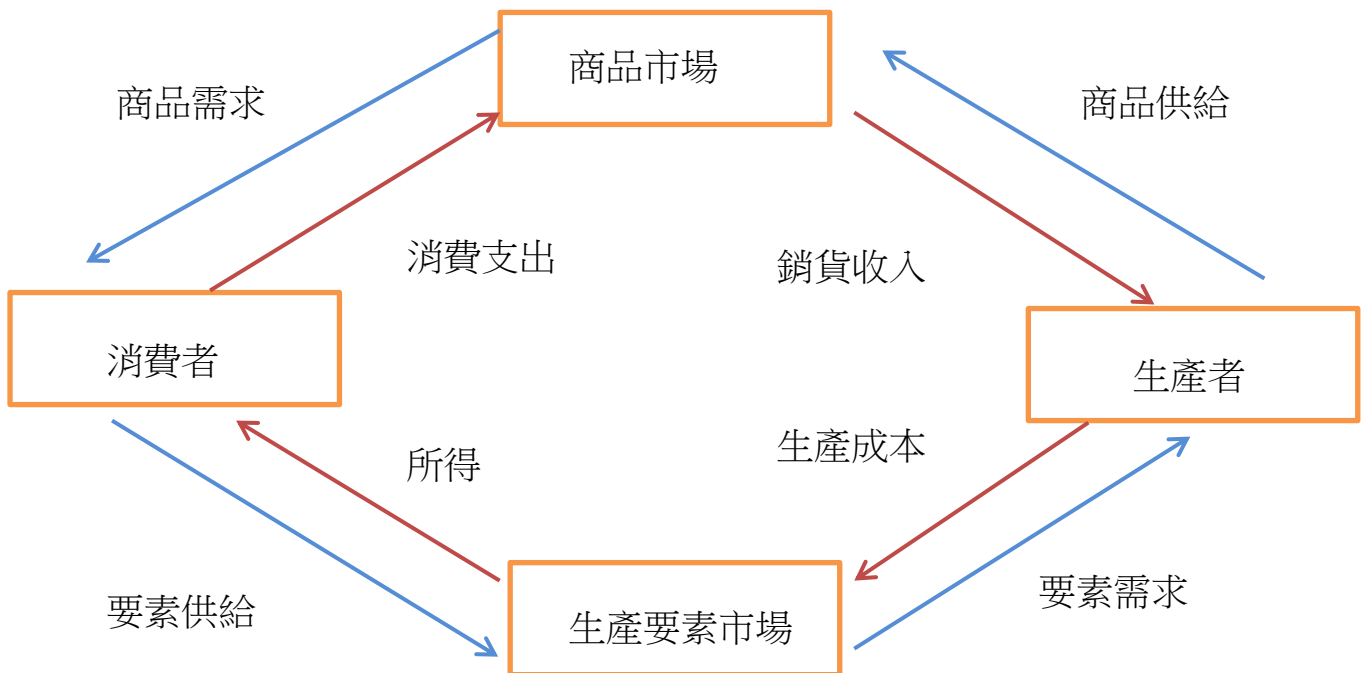 商品市場
商品需求
商品供給
消費支出
銷貨收入
消費者
生產者
所得
生產成本
要素供給
生產要素市場
要素需求